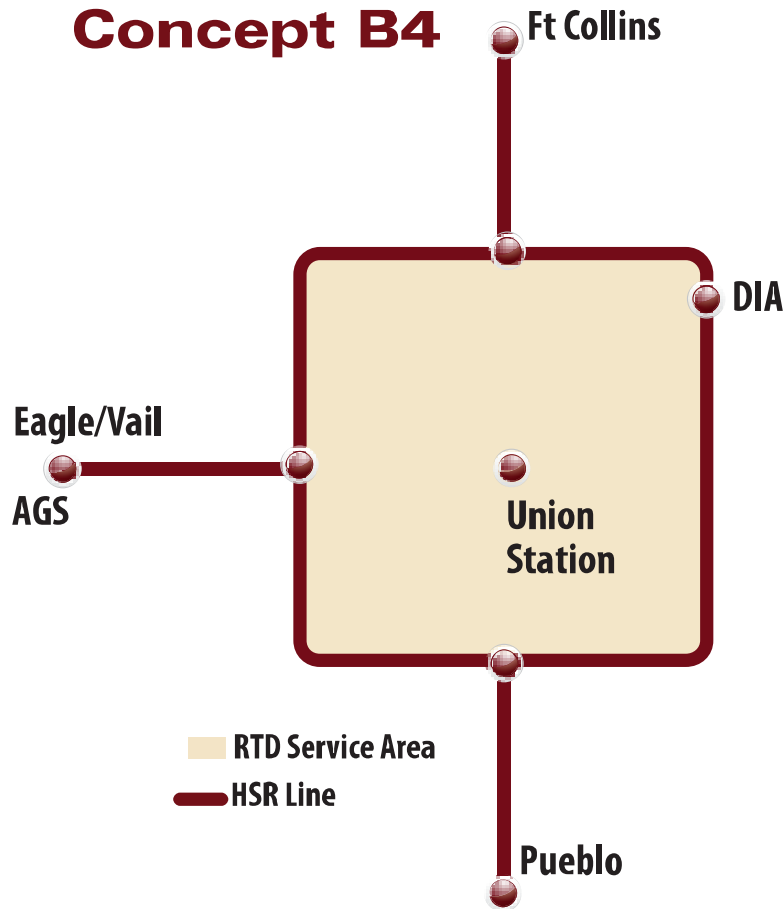 Concept B4
Ft Collins
DIA
Eagle/Vail
AGS
Union
Station
RTD Service Area
HSR Line
Pueblo